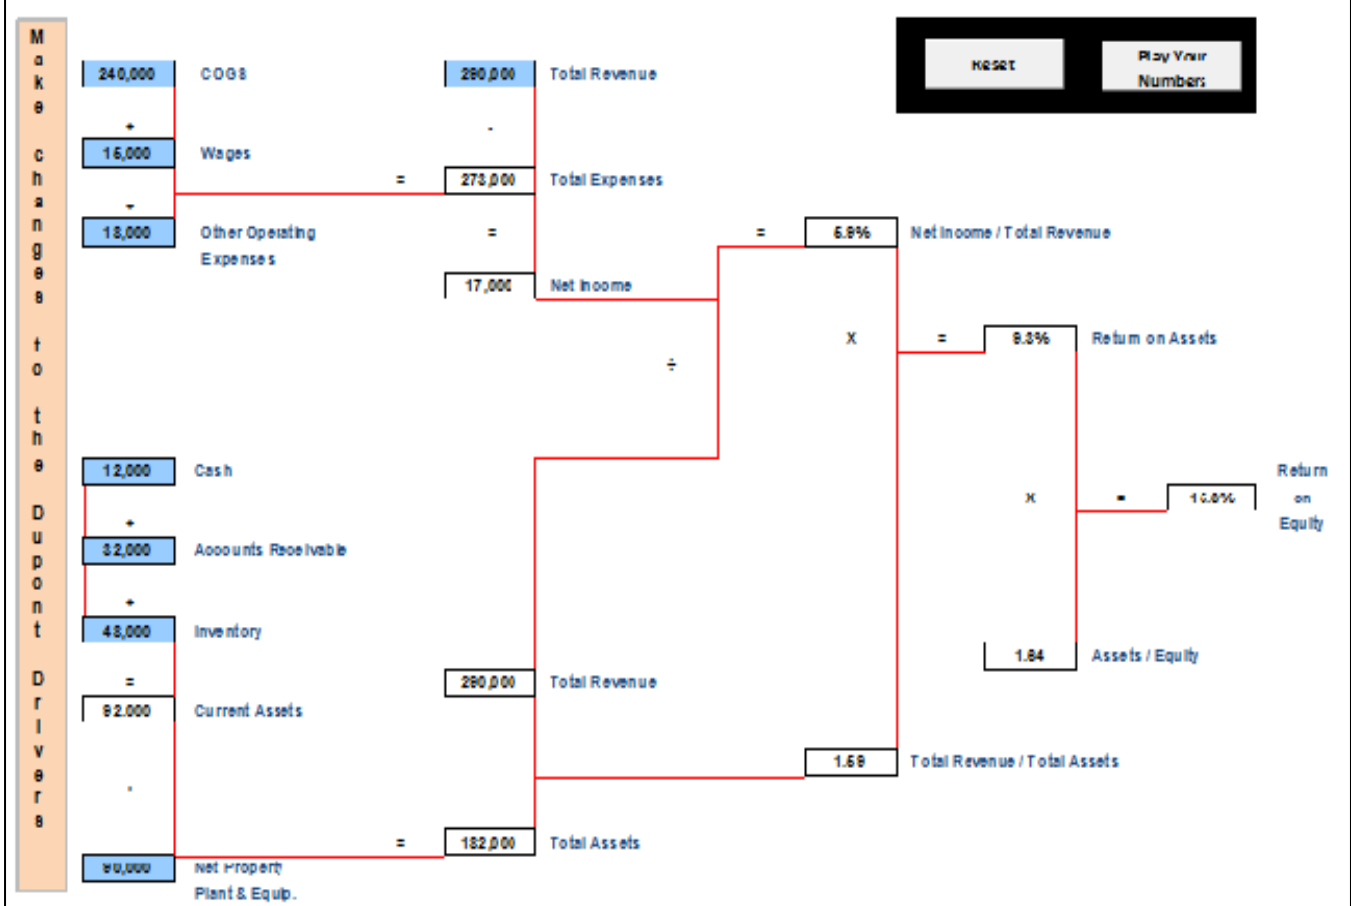 Make changes to the Dupont Drivers
240,000 COGS
+
15,000 Wages
+
18,000 Other Operating
Expenses
290,000 Total Revenue
-
= 273,000 Total Expenses
=
17,000 Net Income
÷
Reset
Play Your
Numbers
= 5.9% Net Income / Total Revenue
X
= 9.3% Return on Assets
X
=
Return
on
Equity
12,000 Cash
+
32,000 Accounts Receivable
+
48,000 Inventory
=
92,000 Current Assets
90,000 Net Property
Plant & Equip.
290,000 Total Revenue
= 182,000 Total Assets
1.59 Total Revenue / Total Assets
1.64 Assets / Equity